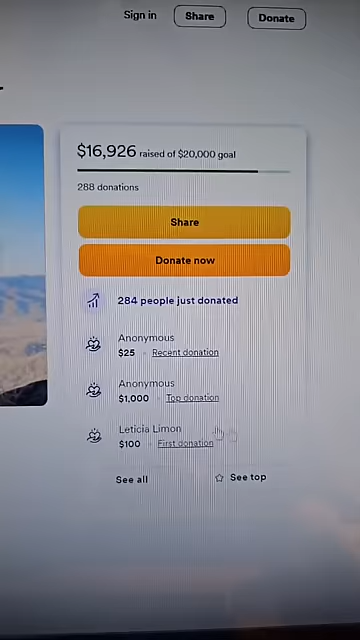 Sign in Share Donate
$16,926 raised of $20,000 goal
288 donations
Share
Donate now
284 people just donated
Anonymous
$25 · Recent donation
Anonymous
$1,000 · Top donation
Leticia Limon
$100 · First donation
See all See top